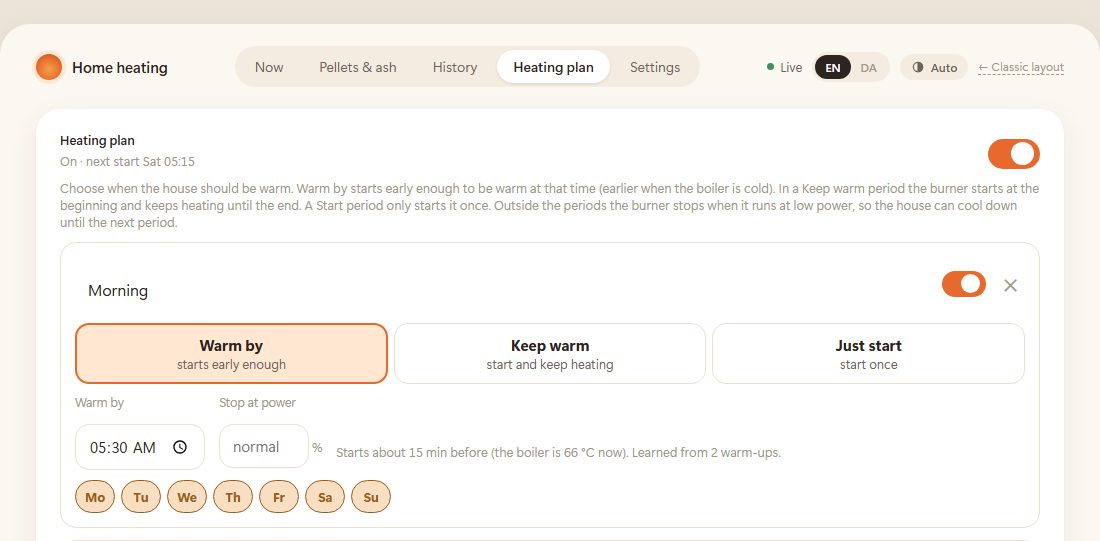 Home heating
Now
Pellets & ash
History
Heating plan
Settings
Live
EN
DA
Auto
← Classic layout
Heating plan
On · next start Sat 05:15
Choose when the house should be warm. Warm by starts early enough to be warm at that time (earlier when the boiler is cold). In a Keep warm period the burner starts at the
beginning and keeps heating until the end. A Start period only starts it once. Outside the periods the burner stops when it runs at low power, so the house can cool down
until the next period.
Morning
Warm by
starts early enough
Keep warm
start and keep heating
Just start
start once
Warm by
Stop at power
05:30 AM
normal
%
Starts about 15 min before (the boiler is 66 °C now). Learned from 2 warm-ups.
Mo
Tu
We
Th
Fr
Sa
Su